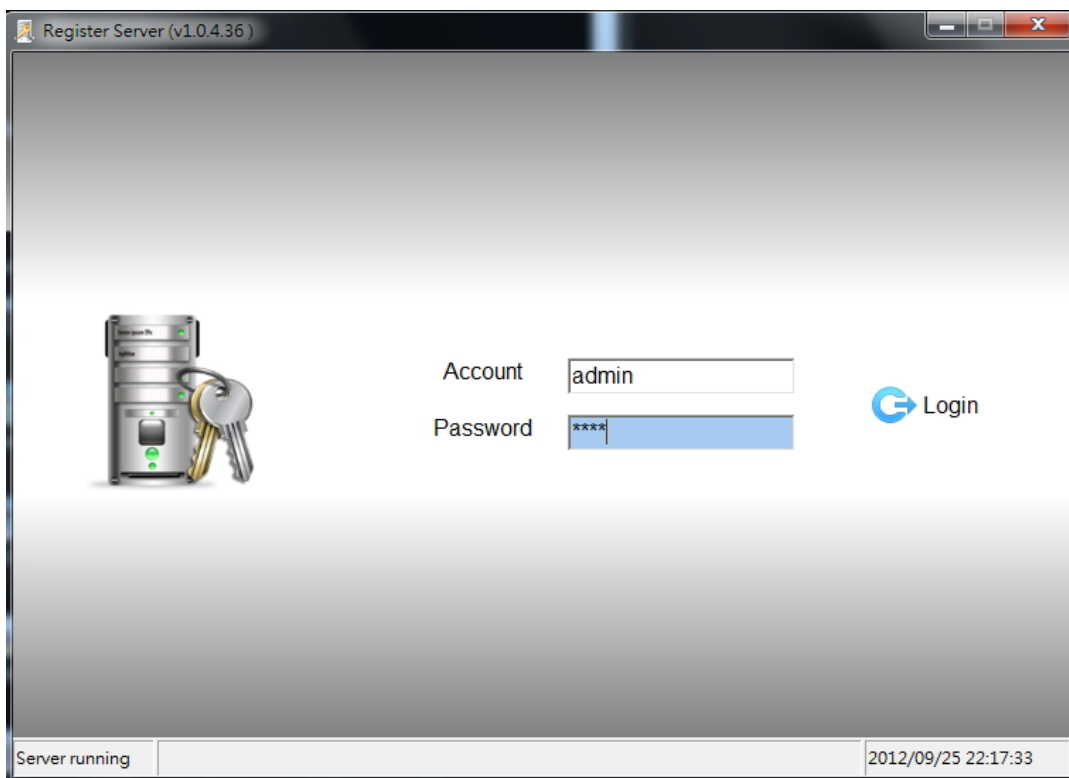 Register Server (v1.0.4.36 )
Account
admin
Password
****
Login
Server running
2012/09/25 22:17:33